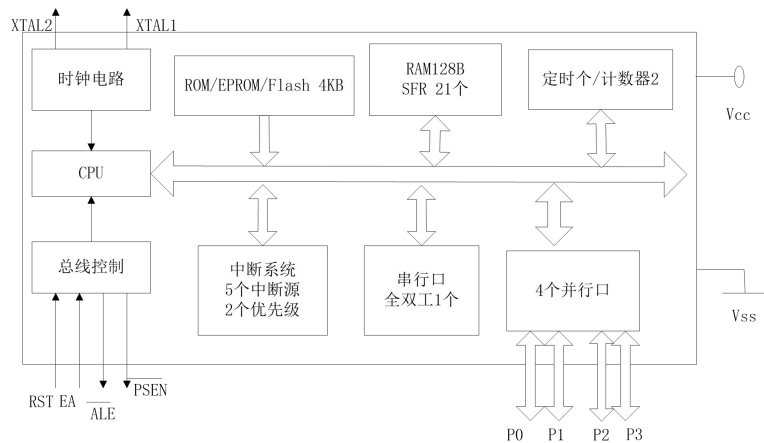 XTAL2
XTAL1
时钟电路
ROM/EPROM/Flash 4KB
RAM128B
SFR 21个
定时个/计数器2
Vcc
CPU
总线控制
中断系统
5个中断源
2个优先级
串行口
全双工1个
4个并行口
Vss
RST EA
ALE
PSEN
P0
P1
P2
P3